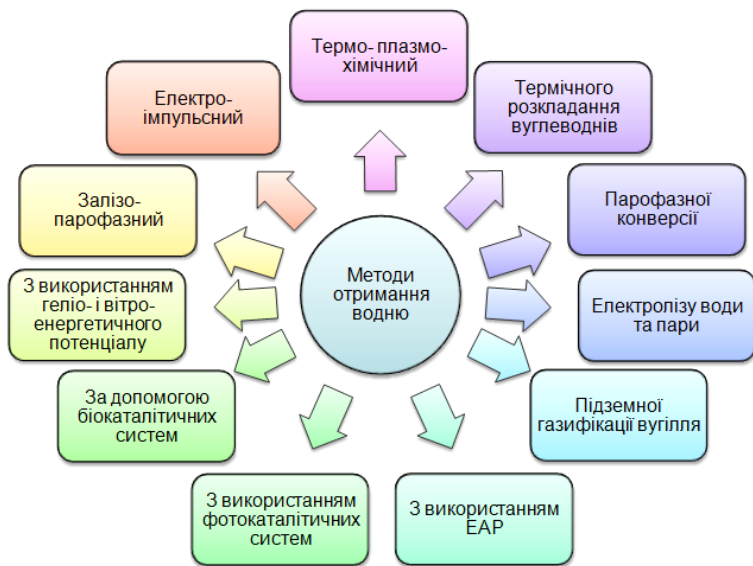 Термо- плазмо-
хімічний
Термічного
розкладання
вуглеводнів
Парофазної
конверсії
Електролізу води
та пари
Підземної
газифікації вугілля
З використанням
ЕАР
З використанням
фотокаталітичних
систем
За допомогою
біокаталітичних
систем
З використанням
геліо- і вітро-
енергетичного
потенціалу
Залізо-
парофазний
Електро-
імпульсний
Методи
отримання
водню